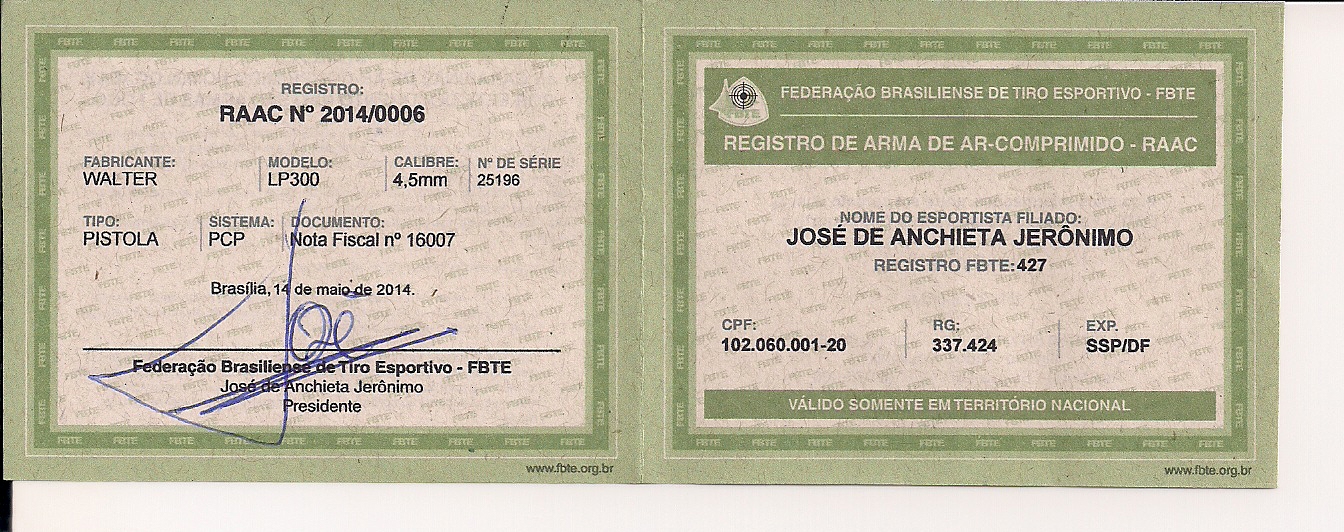 REGISTRO:
RAAC Nº 2014/0006
FABRICANTE: MODELO: CALIBRE: Nº DE SÉRIE
WALTER LP300 4,5mm 25196
TIPO: SISTEMA: DOCUMENTO:
PISTOLA PCP Nota Fiscal nº 16007
Brasília, 14 de maio de 2014.
Federação Brasiliense de Tiro Esportivo - FBTE
José de Anchieta Jerônimo
Presidente
www.fbte.org.br
FBTE
FEDERAÇÃO BRASILIENSE DE TIRO ESPORTIVO - FBTE
REGISTRO DE ARMA DE AR-COMPRIMIDO - RAAC
NOME DO ESPORTISTA FILIADO:
JOSÉ DE ANCHIETA JERÔNIMO
REGISTRO FBTE: 427
CPF: RG: EXP.
102.060.001-20 337.424 SSP/DF
VÁLIDO SOMENTE EM TERRITÓRIO NACIONAL
www.fbte.org.br